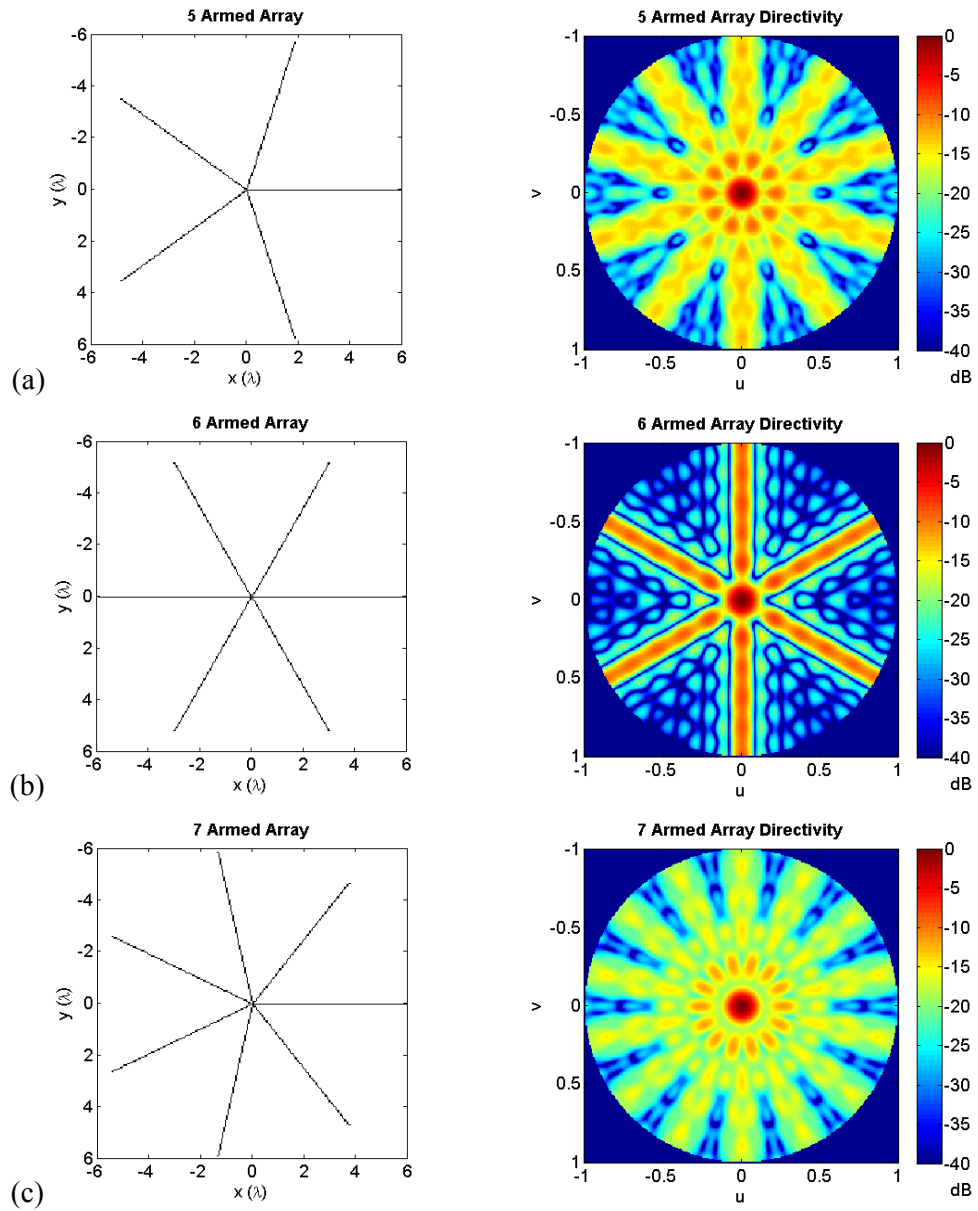 5 Armed Array
-6
-4
-2
0
2
4
6
y (λ)
-6 -4 -2 0 2 4 6
x (λ)
(a)
5 Armed Array Directivity
-1
-0.5
0
0.5
1
v
-1 -0.5 0 0.5 1
u
0
-5
-10
-15
-20
-25
-30
-35
-40
dB
6 Armed Array
-6
-4
-2
0
2
4
6
y (λ)
-6 -4 -2 0 2 4 6
x (λ)
(b)
6 Armed Array Directivity
-1
-0.5
0
0.5
1
v
-1 -0.5 0 0.5 1
u
0
-5
-10
-15
-20
-25
-30
-35
-40
dB
7 Armed Array
-6
-4
-2
0
2
4
6
y (λ)
-6 -4 -2 0 2 4 6
x (λ)
(c)
7 Armed Array Directivity
-1
-0.5
0
0.5
1
v
-1 -0.5 0 0.5 1
u
0
-5
-10
-15
-20
-25
-30
-35
-40
dB